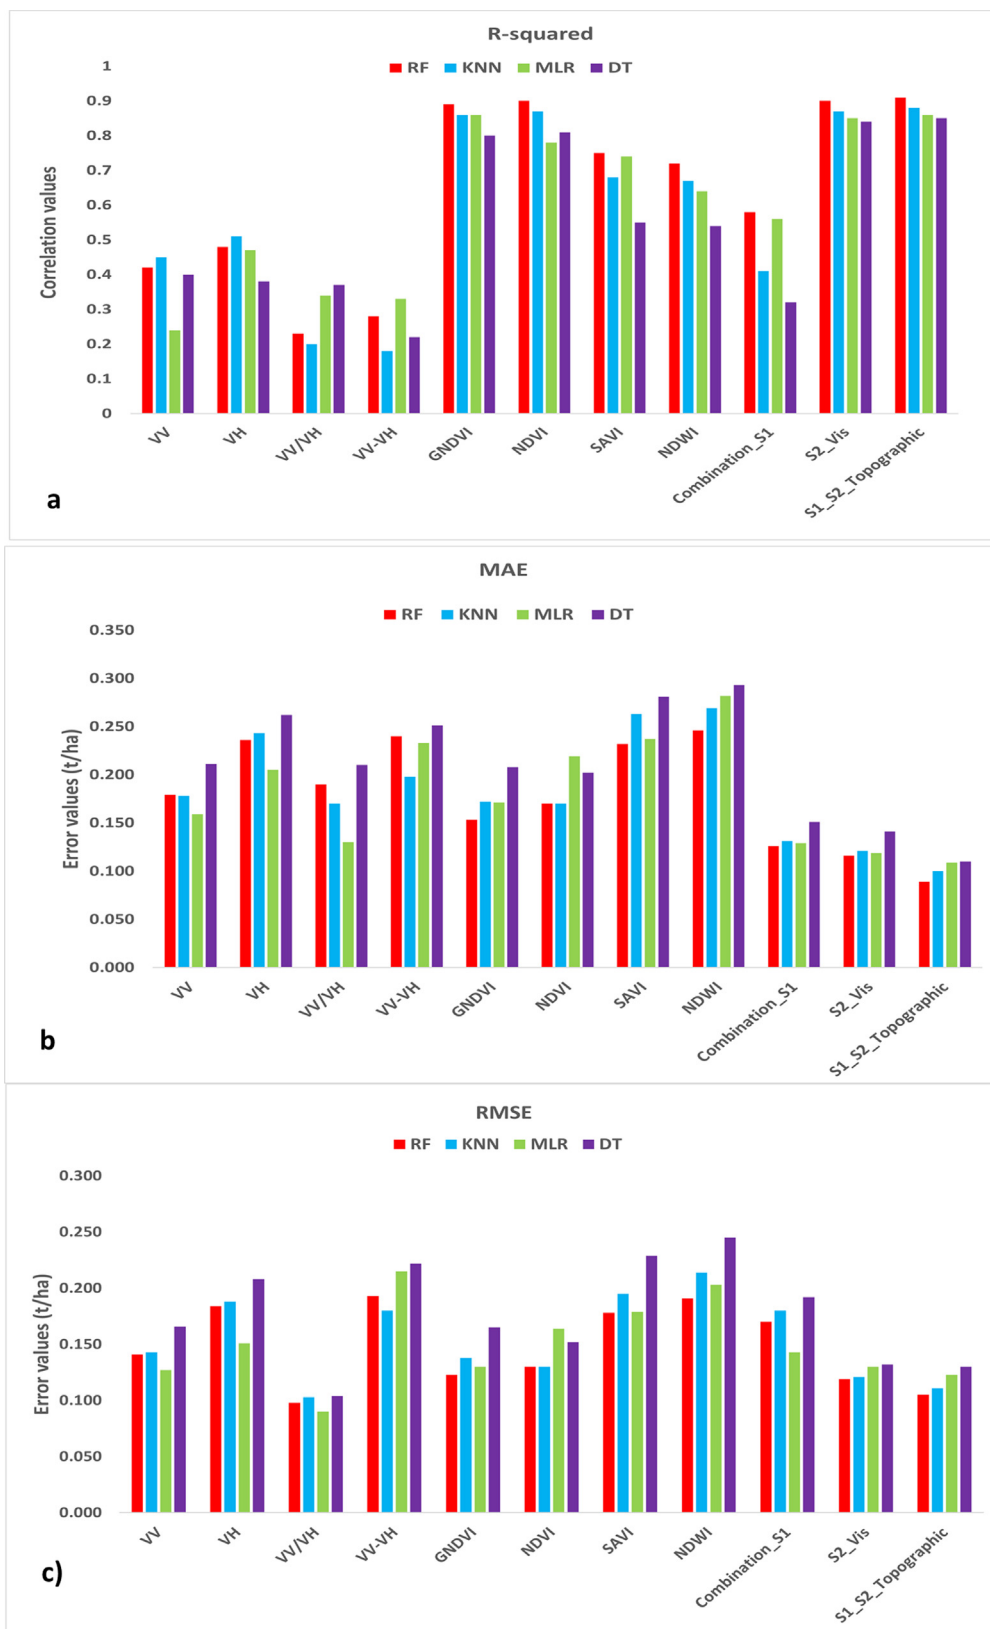 R-squared
RF KNN MLR DT
Correlation values
1
0.9
0.8
0.7
0.6
0.5
0.4
0.3
0.2
0.1
0
VV VH VV/VH VV-VH GNDVI NDVI SAVI NDWI Combination_S1 S2_Vis S1_S2_Topographic
a
MAE
RF KNN MLR DT
Error values (t/ha)
0.350
0.300
0.250
0.200
0.150
0.100
0.050
0.000
VV VH VV/VH VV-VH GNDVI NDVI SAVI NDWI Combination_S1 S2_Vis S1_S2_Topographic
b
RMSE
RF KNN MLR DT
Error values (t/ha)
0.300
0.250
0.200
0.150
0.100
0.050
0.000
VV VH VV/VH VV-VH GNDVI NDVI SAVI NDWI Combination_S1 S2_Vis S1_S2_Topographic
c)